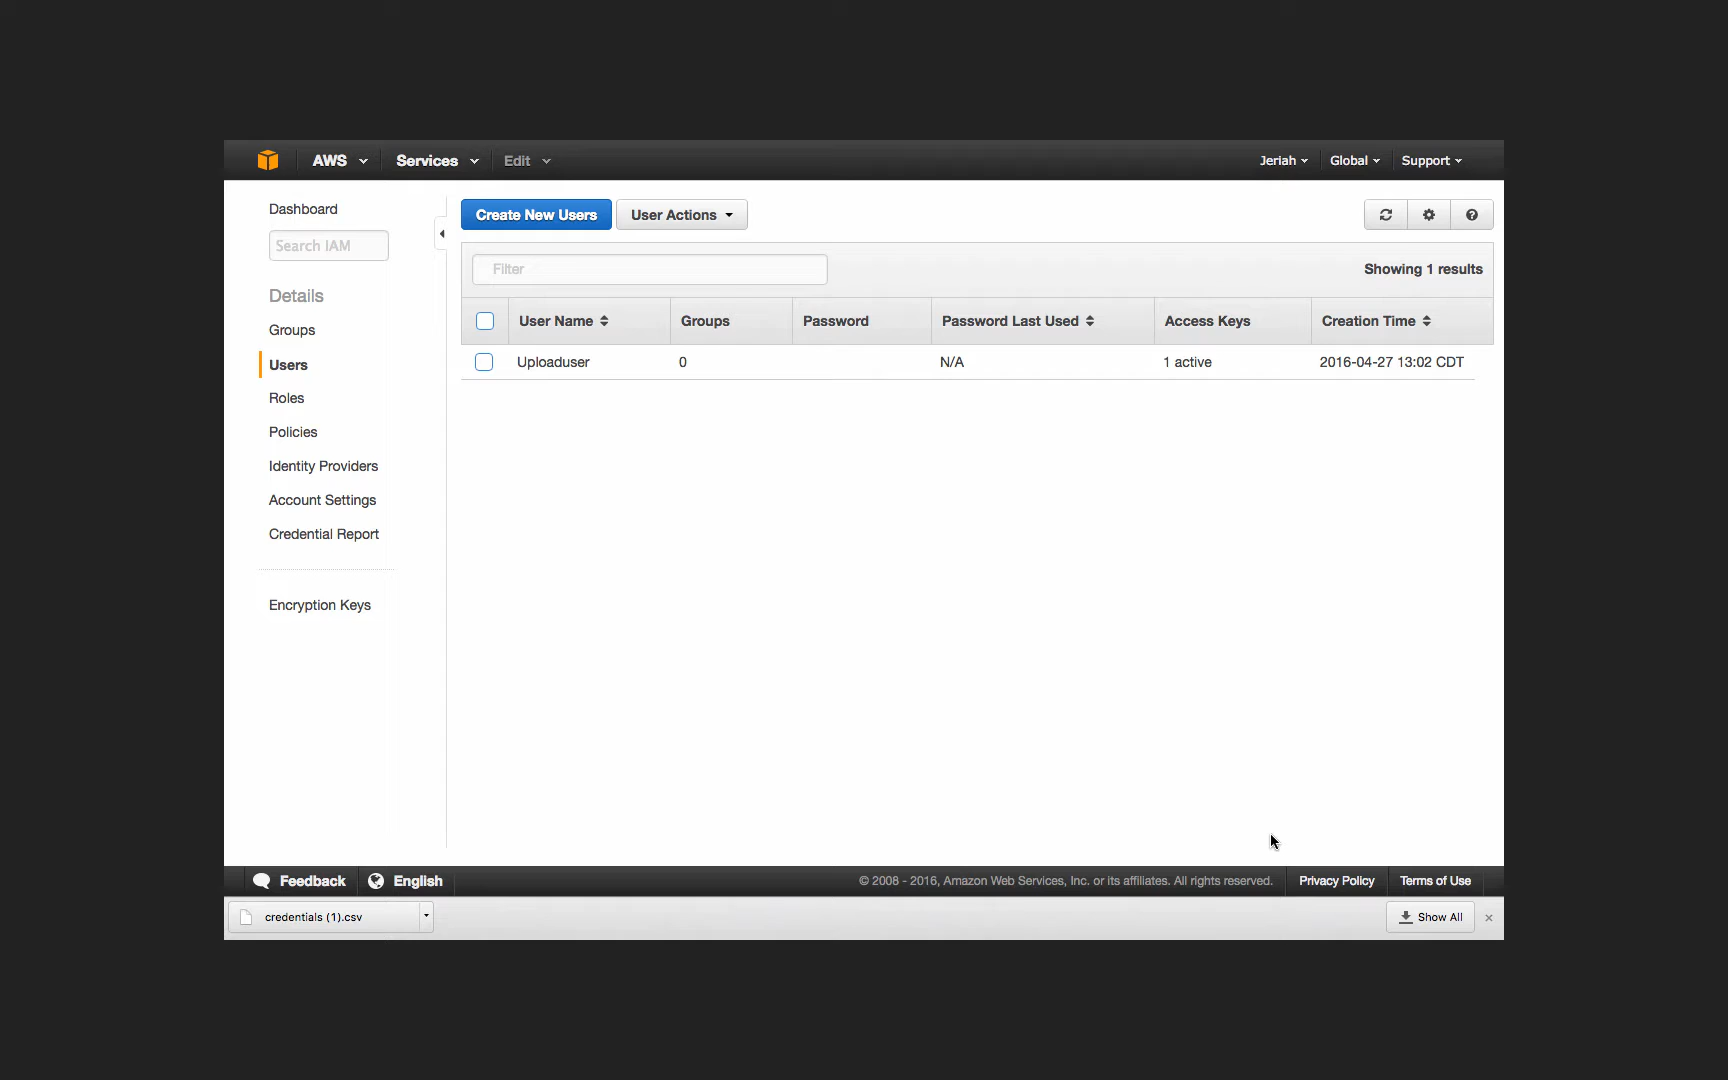 AWS Services Edit Jeriah Global Support
Dashboard
Search IAM
Details
Groups
Users
Roles
Policies
Identity Providers
Account Settings
Credential Report
Encryption Keys
Create New Users User Actions
Filter Showing 1 results
User Name Groups Password Password Last Used Access Keys Creation Time
Uploaduser 0 N/A 1 active 2016-04-27 13:02 CDT
Feedback English © 2008 - 2016, Amazon Web Services, Inc. or its affiliates. All rights reserved. Privacy Policy Terms of Use
credentials (1).csv Show All